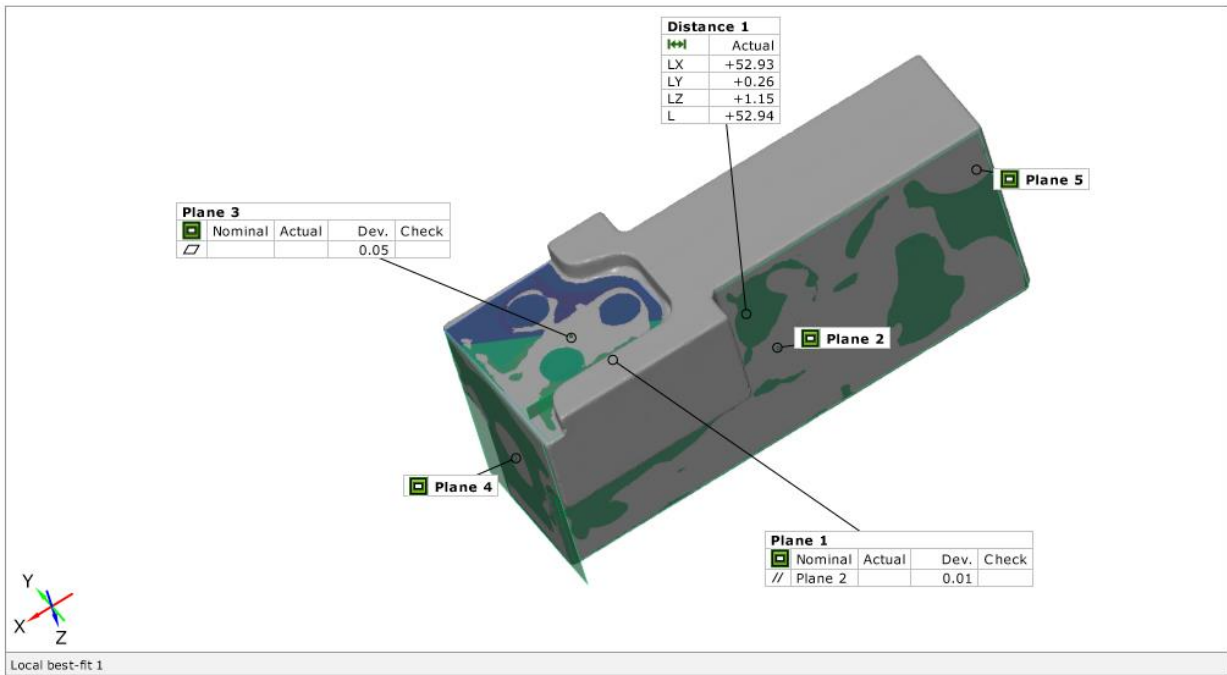 Distance 1
Actual
LX +52.93
LY +0.26
LZ +1.15
L +52.94
Plane 5
Plane 3
Nominal Actual Dev. Check
0.05
Plane 2
Plane 4
Plane 1
Nominal Actual Dev. Check
// Plane 2 0.01
Y
X
Z
Local best-fit 1